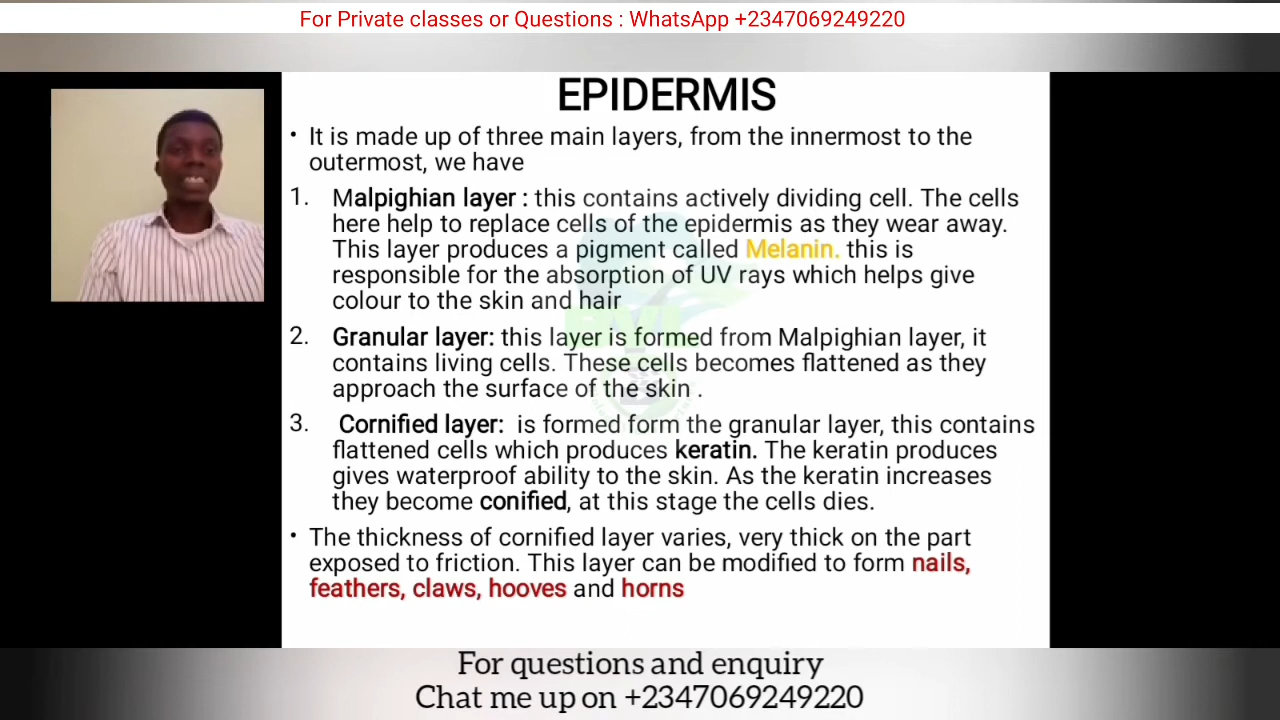 For Private classes or Questions : WhatsApp +2347069249220
EPIDERMIS
• It is made up of three main layers, from the innermost to the
outermost, we have
1. Malpighian layer : this contains actively dividing cell. The cells
here help to replace cells of the epidermis as they wear away.
This layer produces a pigment called Melanin. this is
responsible for the absorption of UV rays which helps give
colour to the skin and hair
2. Granular layer: this layer is formed from Malpighian layer, it
contains living cells. These cells becomes flattened as they
approach the surface of the skin .
3. Cornified layer: is formed form the granular layer, this contains
flattened cells which produces keratin. The keratin produces
gives waterproof ability to the skin. As the keratin increases
they become conified, at this stage the cells dies.
• The thickness of cornified layer varies, very thick on the part
exposed to friction. This layer can be modified to form nails,
feathers, claws, hooves and horns
For questions and enquiry
Chat me up on +2347069249220